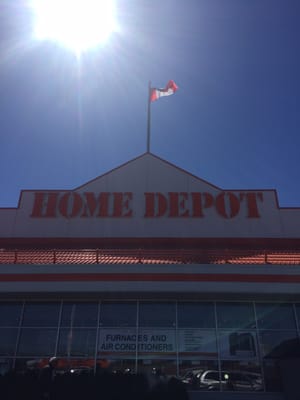 HOME DEPOT
FURNACES AND
AIR CONDITIONERS